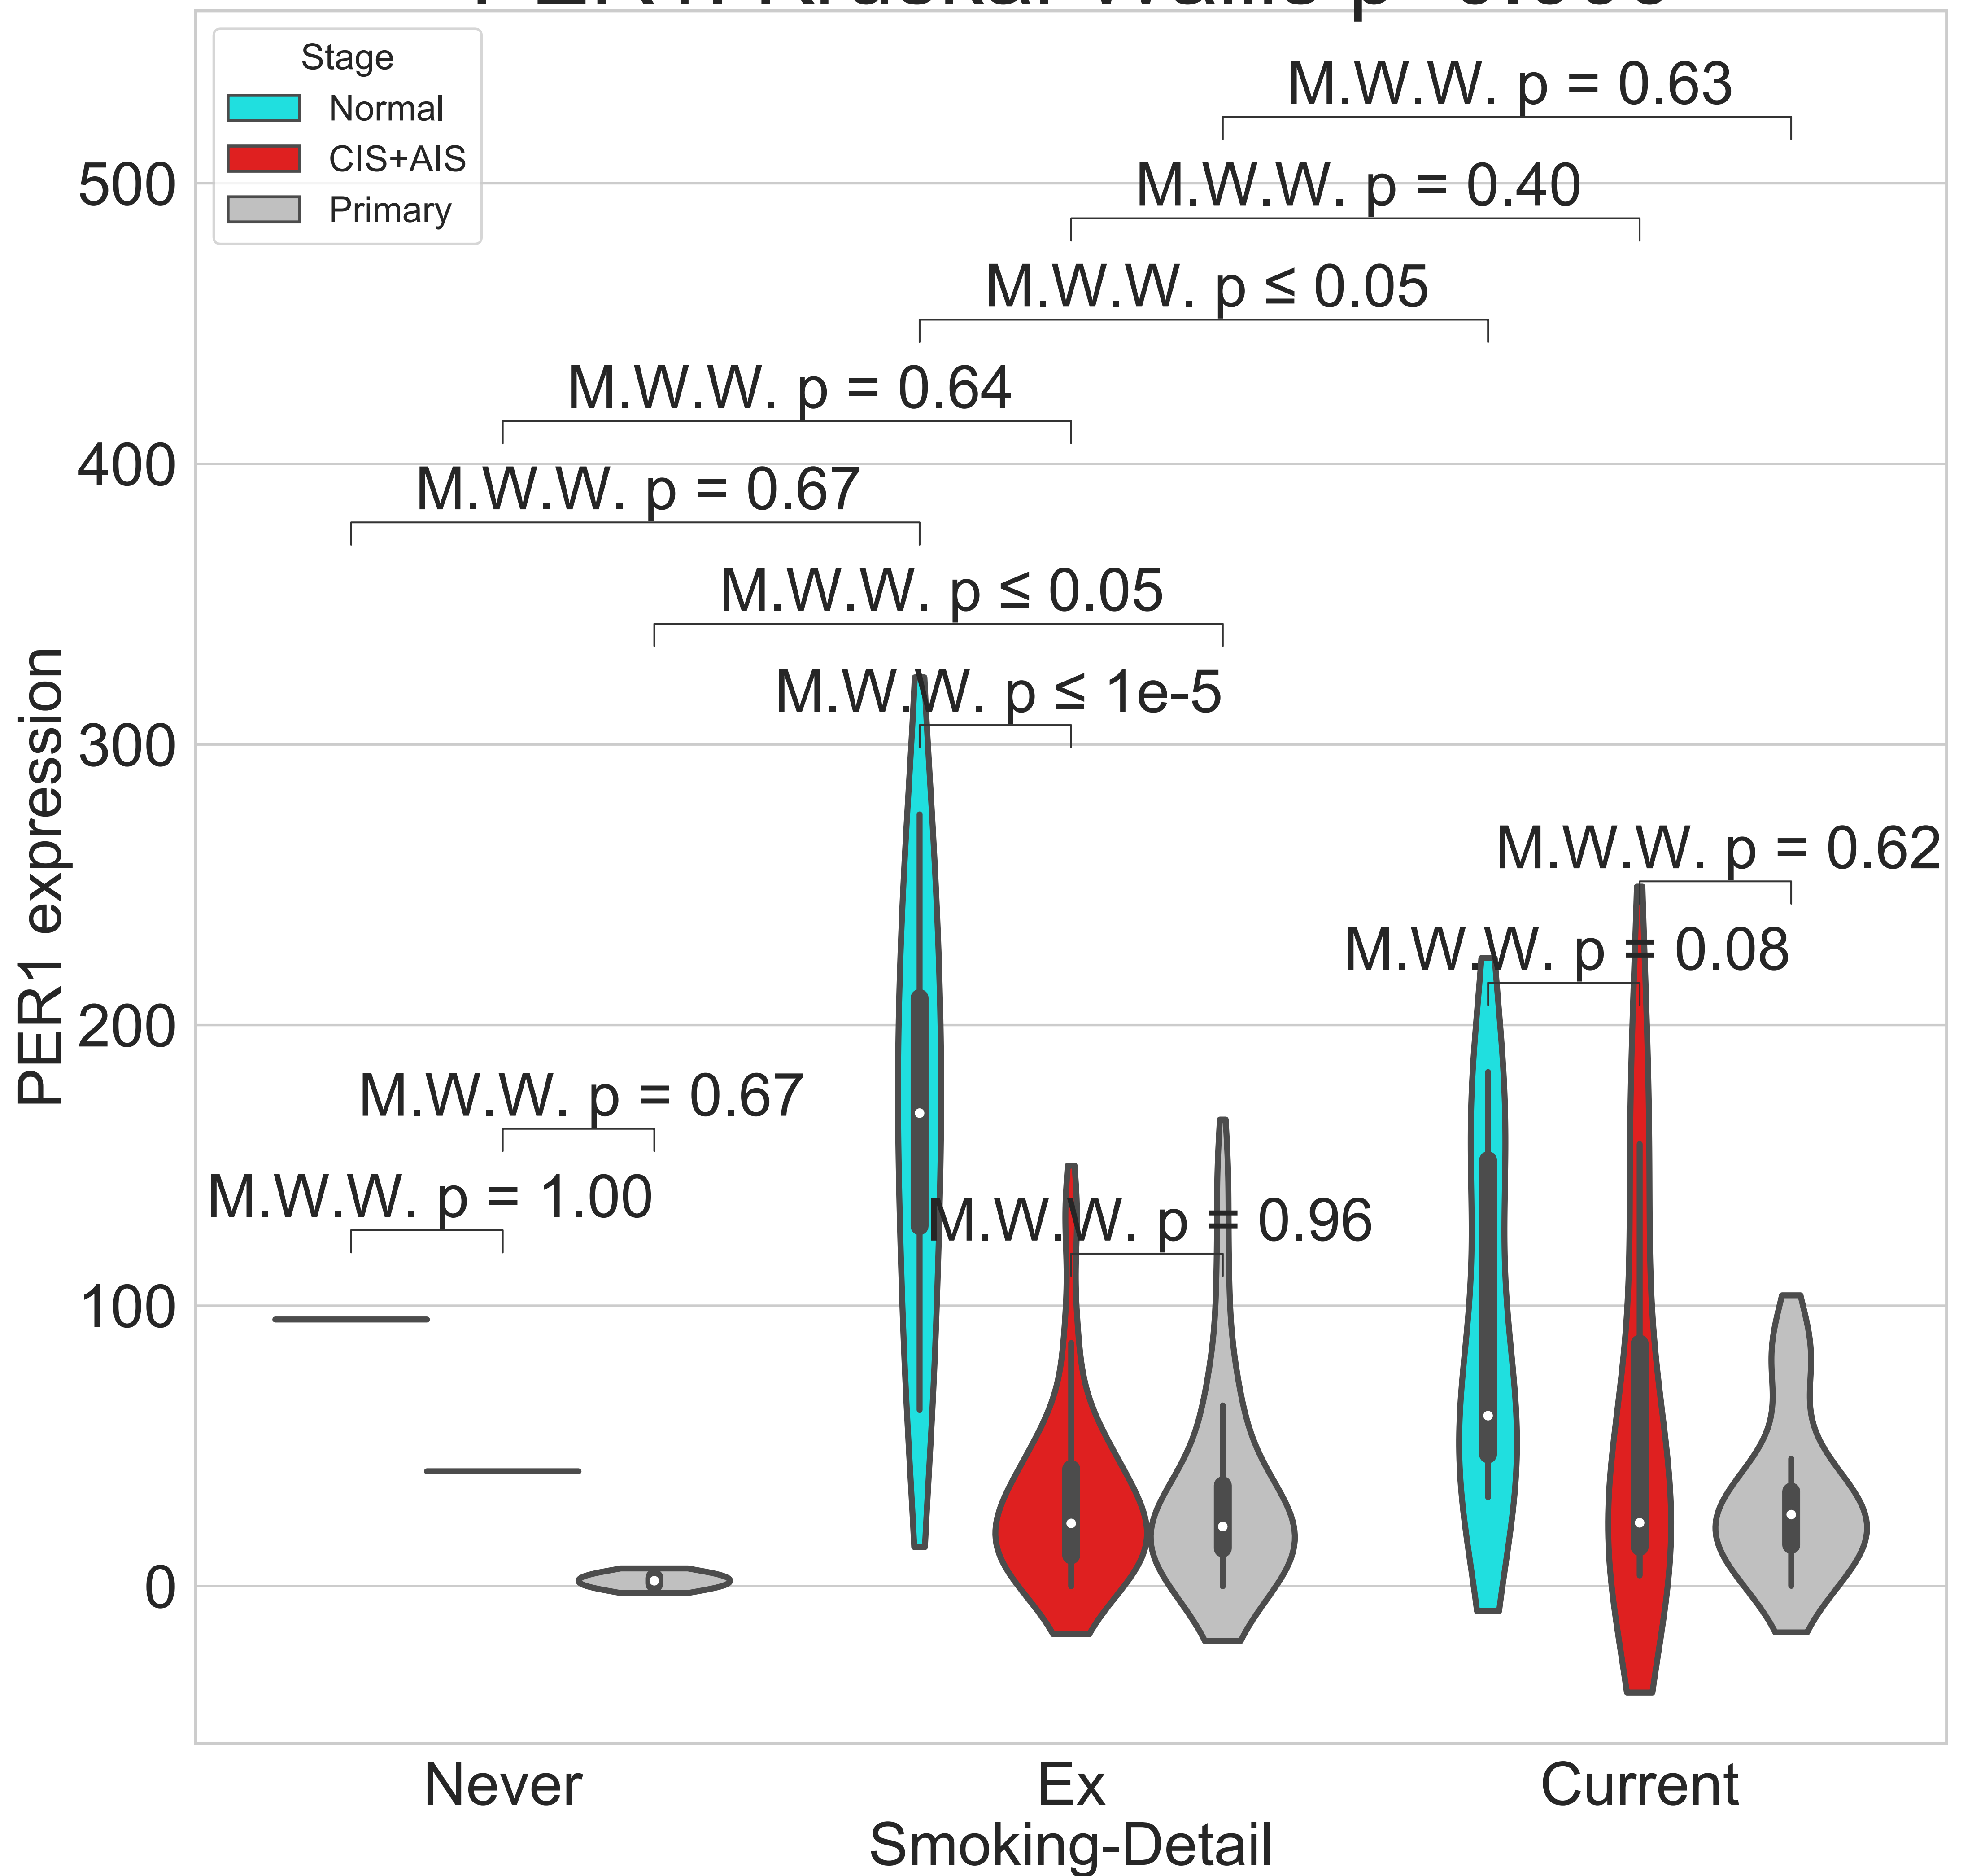 Stage
Normal
CIS+AIS
Primary
M.W.W. p = 0.63
M.W.W. p = 0.40
M.W.W. p ≤ 0.05
M.W.W. p = 0.64
M.W.W. p = 0.67
M.W.W. p ≤ 0.05
M.W.W. p ≤ 1e-5
M.W.W. p = 0.62
M.W.W. p = 0.08
M.W.W. p = 0.67
M.W.W. p = 1.00
M.W.W. p = 0.96
500
400
300
200
100
0
PER1 expression
Never
Ex
Current
Smoking-Detail